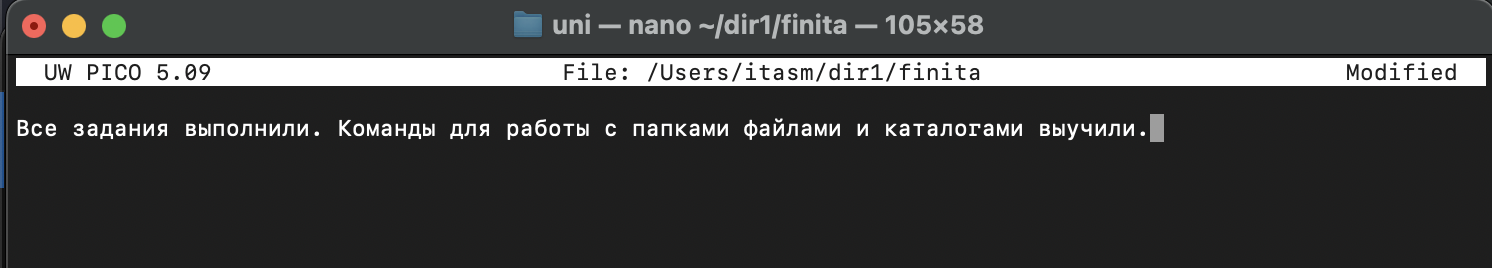 uni — nano ~/dir1/finita — 105×58
UW PICO 5.09 File: /Users/itasm/dir1/finita Modified
Все задания выполнили. Команды для работы с папками файлами и каталогами выучили.